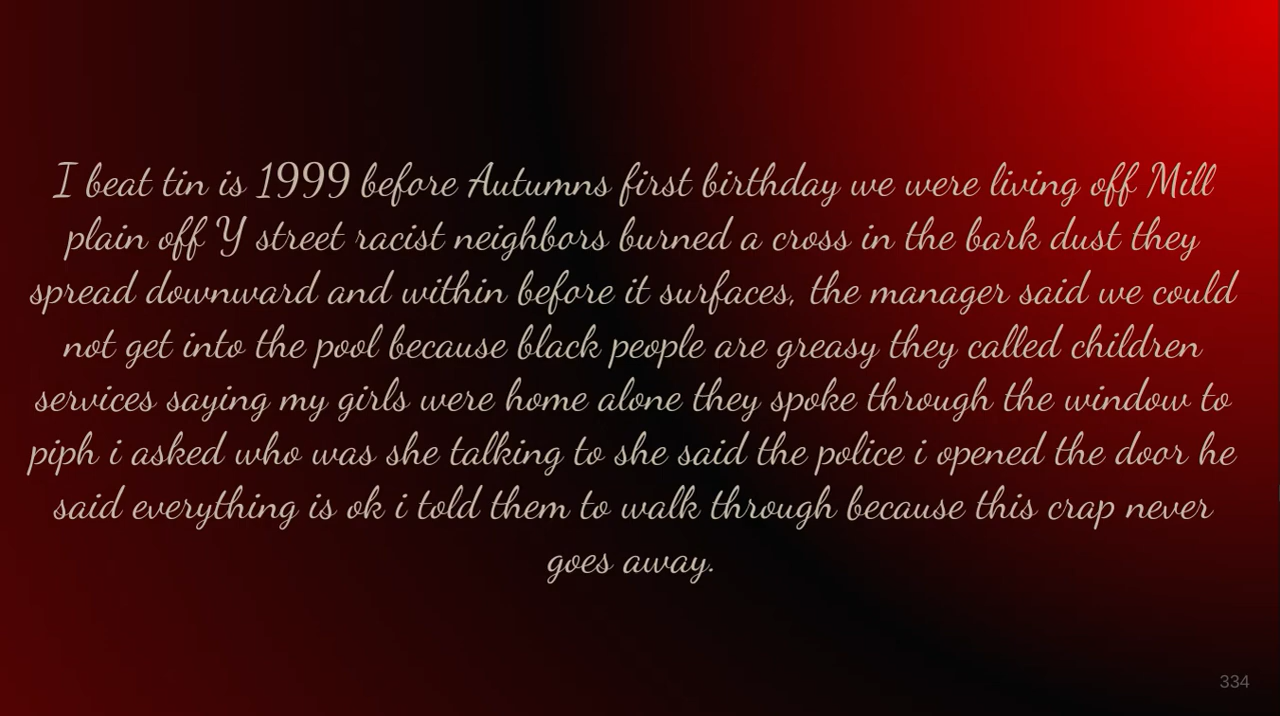 I beat tin is 1999 before Autumns first birthday we were living off Mill
plain off Y street racist neighbors burned a cross in the bark dust they
spread downward and within before it surfaces, the manager said we could
not get into the pool because black people are greasy they called children
services saying my girls were home alone they spoke through the window to
piph i asked who was she talking to she said the police i opened the door he
said everything is ok i told them to walk through because this crap never
goes away.
334